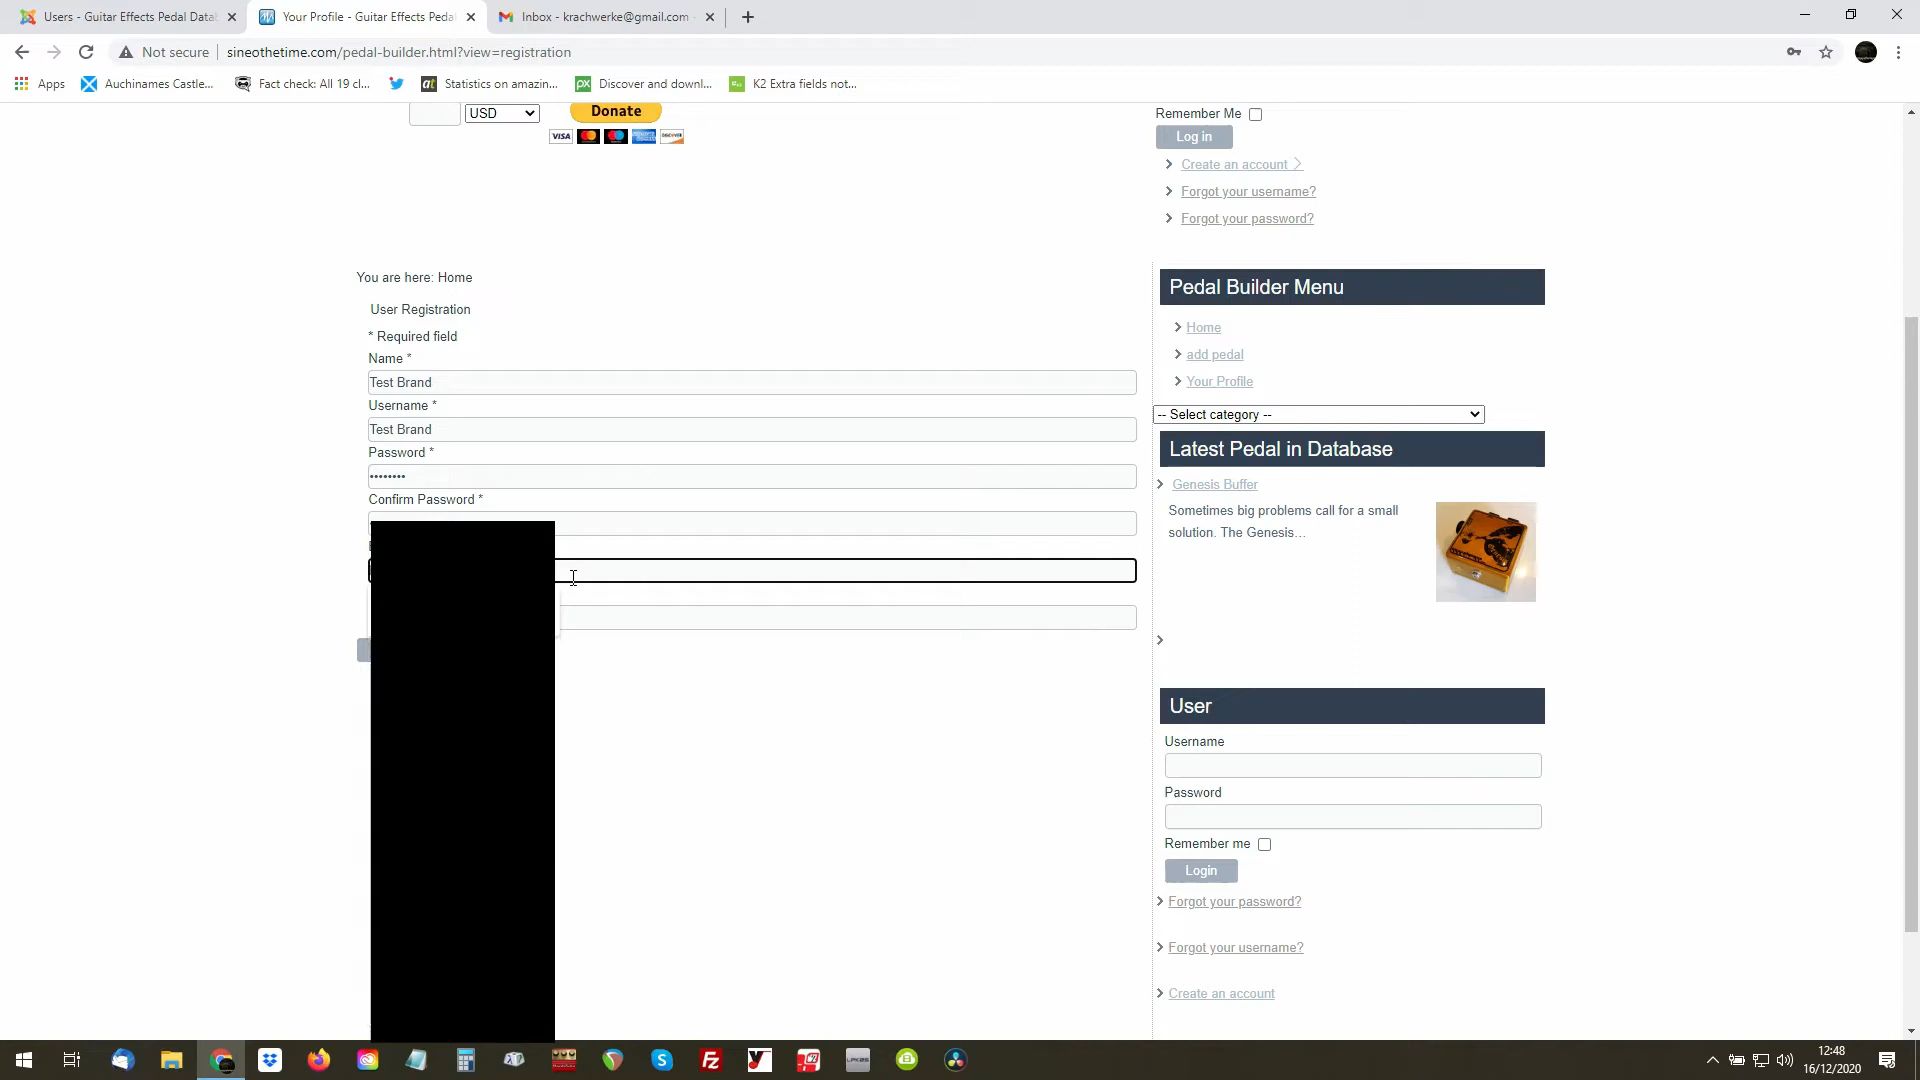 Users - Guitar Effects Pedal Datab
Your Profile - Guitar Effects Pedal
Inbox - krachwerke@gmail.com
Not secure
sineothetime.com/pedal-builder.html?view=registration
Apps
Auchinames Castle...
Fact check: All 19 cl...
Statistics on amazin...
Discover and downl...
K2 Extra fields not...
USD
Donate
VISA
Remember Me
Log in
Create an account
Forgot your username?
Forgot your password?
You are here: Home
User Registration
* Required field
Name *
Test Brand
Username *
Test Brand
Password *
Confirm Password *
Pedal Builder Menu
Home
add pedal
Your Profile
-- Select category --
Latest Pedal in Database
Genesis Buffer
Sometimes big problems call for a small
solution. The Genesis...
User
Username
Password
Remember me
Login
Forgot your password?
Forgot your username?
Create an account
12:48
16/12/2020